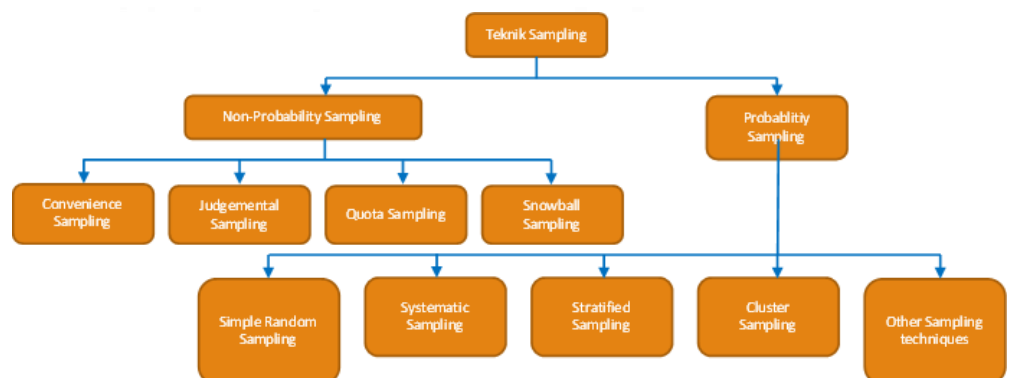 Teknik Sampling
Non-Probability Sampling
Probablitiy
Sampling
Convenience
Sampling
Judgemental
Sampling
Quota Sampling
Snowball
Sampling
Simple Random
Sampling
Systematic
Sampling
Stratified
Sampling
Cluster
Sampling
Other Sampling
techniques